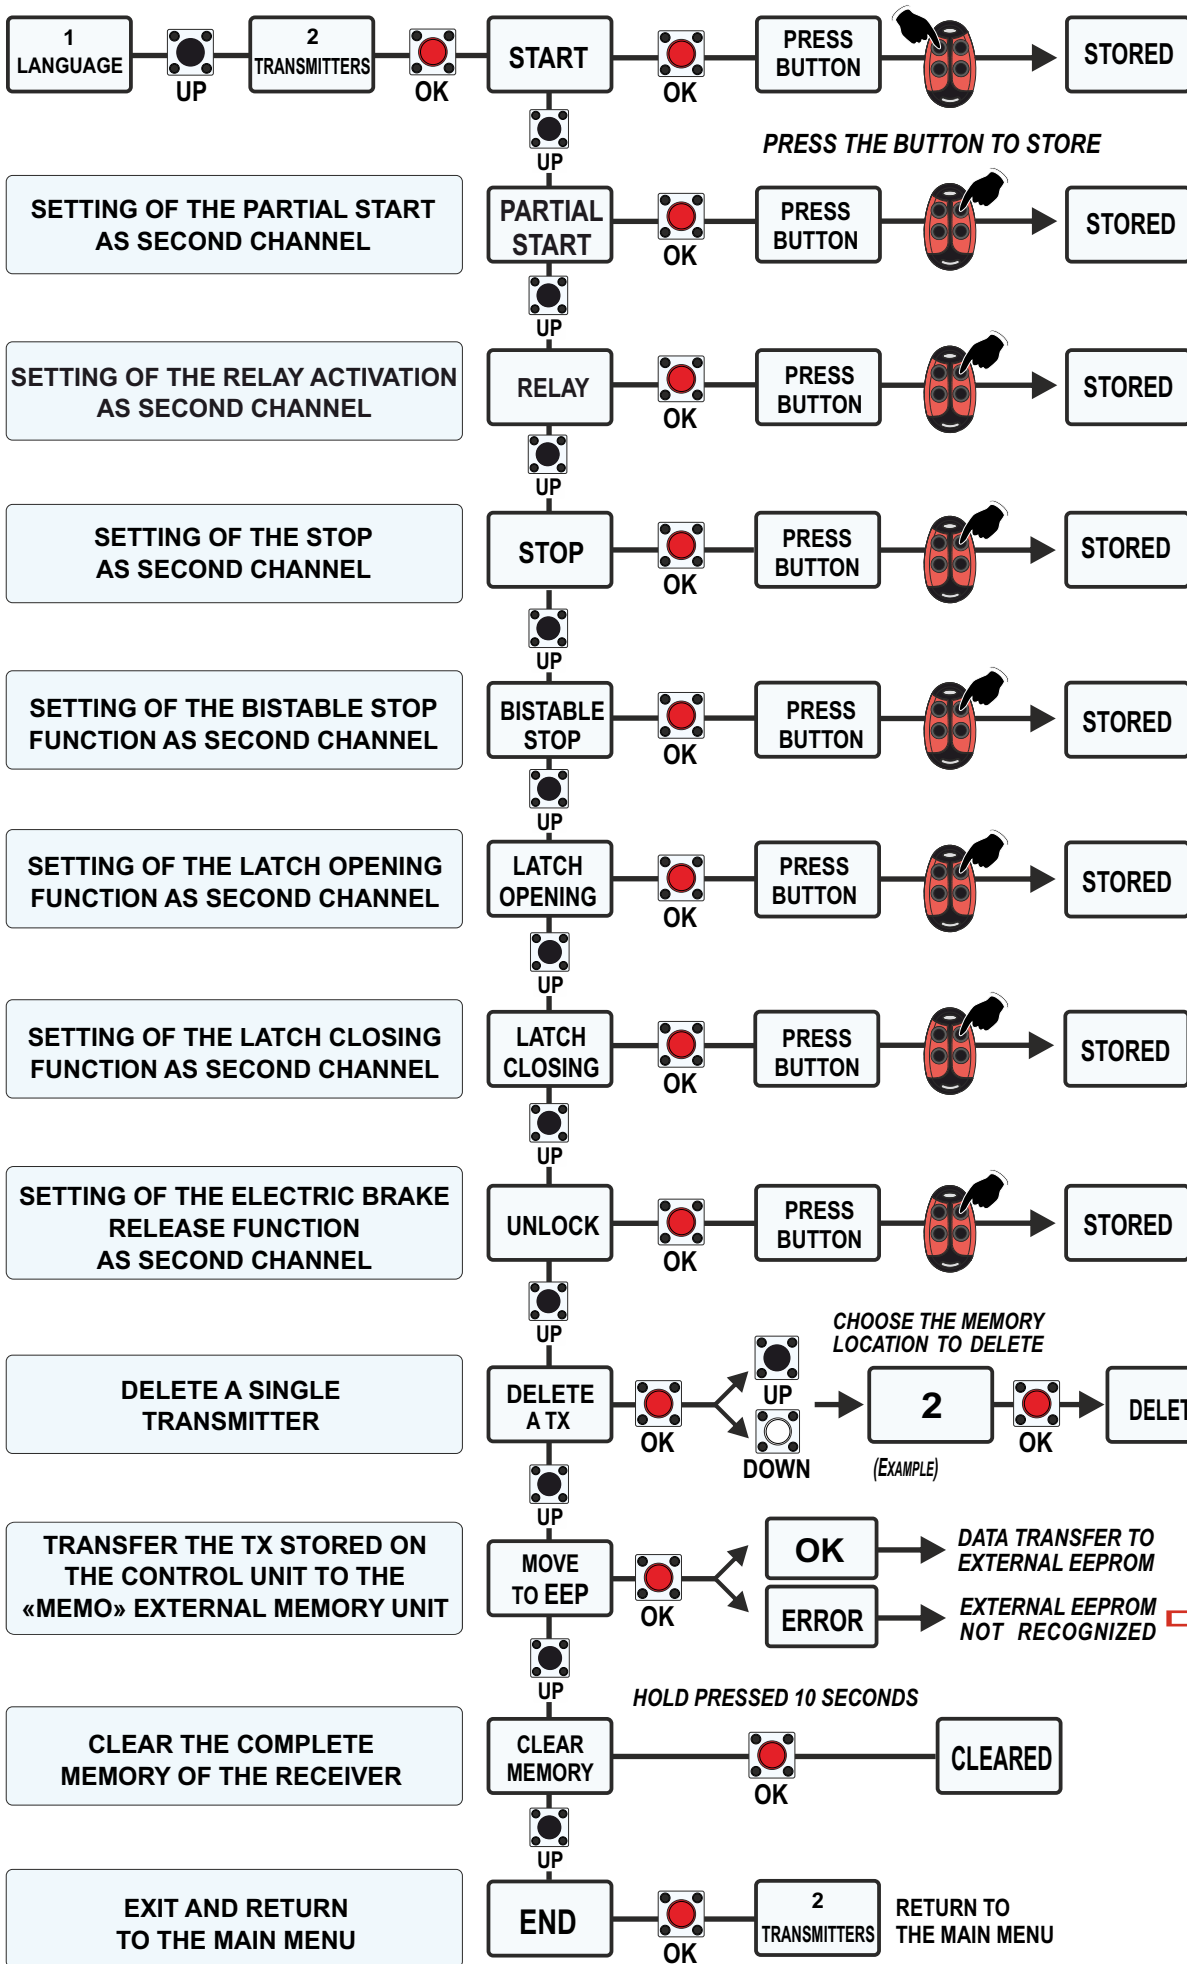 1
LANGUAGE
UP
2
TRANSMITTERS
OK
START
OK
PRESS
BUTTON
STORED
UP
PRESS THE BUTTON TO STORE
SETTING OF THE PARTIAL START
AS SECOND CHANNEL
PARTIAL
START
OK
PRESS
BUTTON
STORED
UP
SETTING OF THE RELAY ACTIVATION
AS SECOND CHANNEL
RELAY
OK
PRESS
BUTTON
STORED
UP
SETTING OF THE STOP
AS SECOND CHANNEL
STOP
OK
PRESS
BUTTON
STORED
UP
SETTING OF THE BISTABLE STOP
FUNCTION AS SECOND CHANNEL
BISTABLE
STOP
OK
PRESS
BUTTON
STORED
UP
SETTING OF THE LATCH OPENING
FUNCTION AS SECOND CHANNEL
LATCH
OPENING
OK
PRESS
BUTTON
STORED
UP
SETTING OF THE LATCH CLOSING
FUNCTION AS SECOND CHANNEL
LATCH
CLOSING
OK
PRESS
BUTTON
STORED
UP
SETTING OF THE ELECTRIC BRAKE
RELEASE FUNCTION
AS SECOND CHANNEL
UNLOCK
OK
PRESS
BUTTON
STORED
UP
CHOOSE THE MEMORY
LOCATION TO DELETE
DELETE A SINGLE
TRANSMITTER
DELETE
A TX
OK
UP
DOWN
2
(EXAMPLE)
OK
DELET
UP
TRANSFER THE TX STORED ON
THE CONTROL UNIT TO THE
«MEMO» EXTERNAL MEMORY UNIT
MOVE
TO EEP
OK
OK
DATA TRANSFER TO
EXTERNAL EEPROM
ERROR
EXTERNAL EEPROM
NOT RECOGNIZED
UP
HOLD PRESSED 10 SECONDS
CLEAR THE COMPLETE
MEMORY OF THE RECEIVER
CLEAR
MEMORY
OK
CLEARED
UP
EXIT AND RETURN
TO THE MAIN MENU
END
OK
2
TRANSMITTERS
RETURN TO
THE MAIN MENU